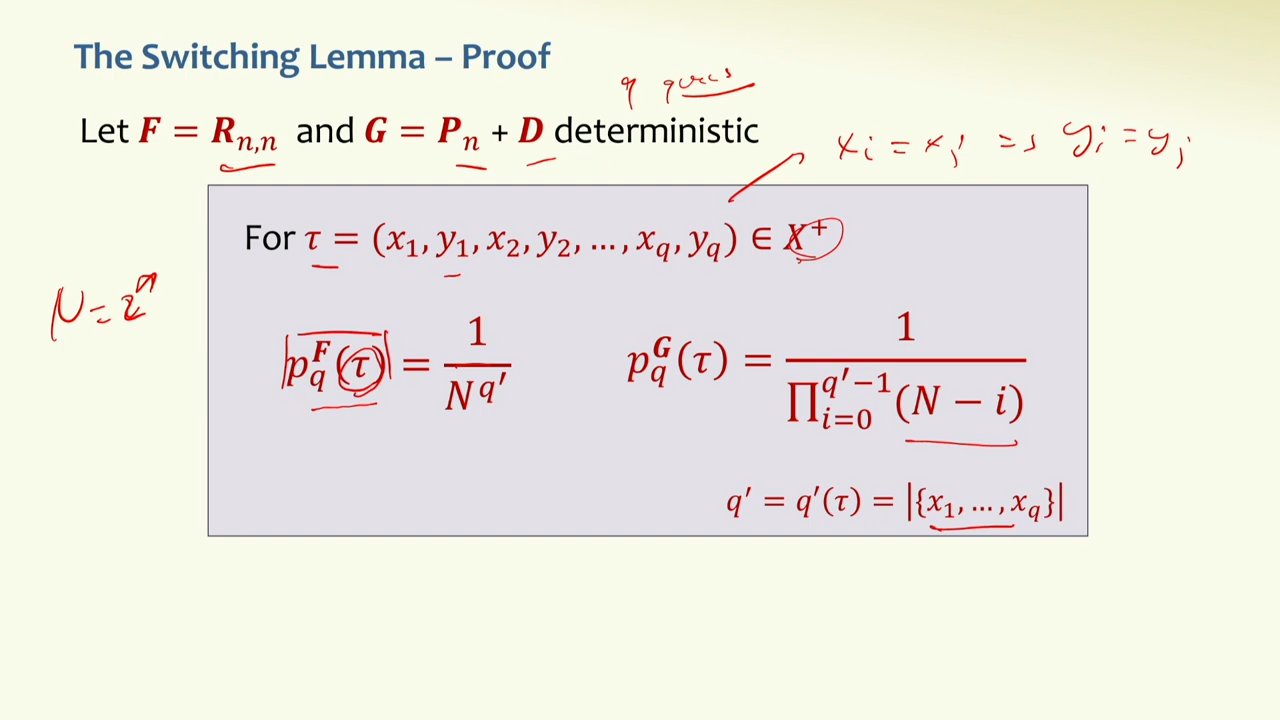 The Switching Lemma – Proof
q queries
Let F = R_{n,n} and G = P_n + D deterministic
x_i = x_j => y_i = y_j
For τ = (x_1, y_1, x_2, y_2, ..., x_q, y_q) ∈ X^+
N = 2^n
p_q^F(τ) = 1 / N^{q'}    p_q^G(τ) = 1 / ∏_{i=0}^{q'-1}(N − i)
q' = q'(τ) = |{x_1, ..., x_q}|